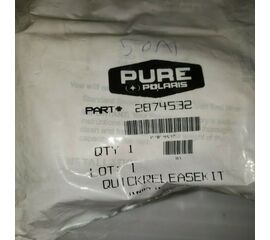 PURE
POLARIS
PART# 2874532
QTY 1
LOT: 1
QUICKRELEASEKIT